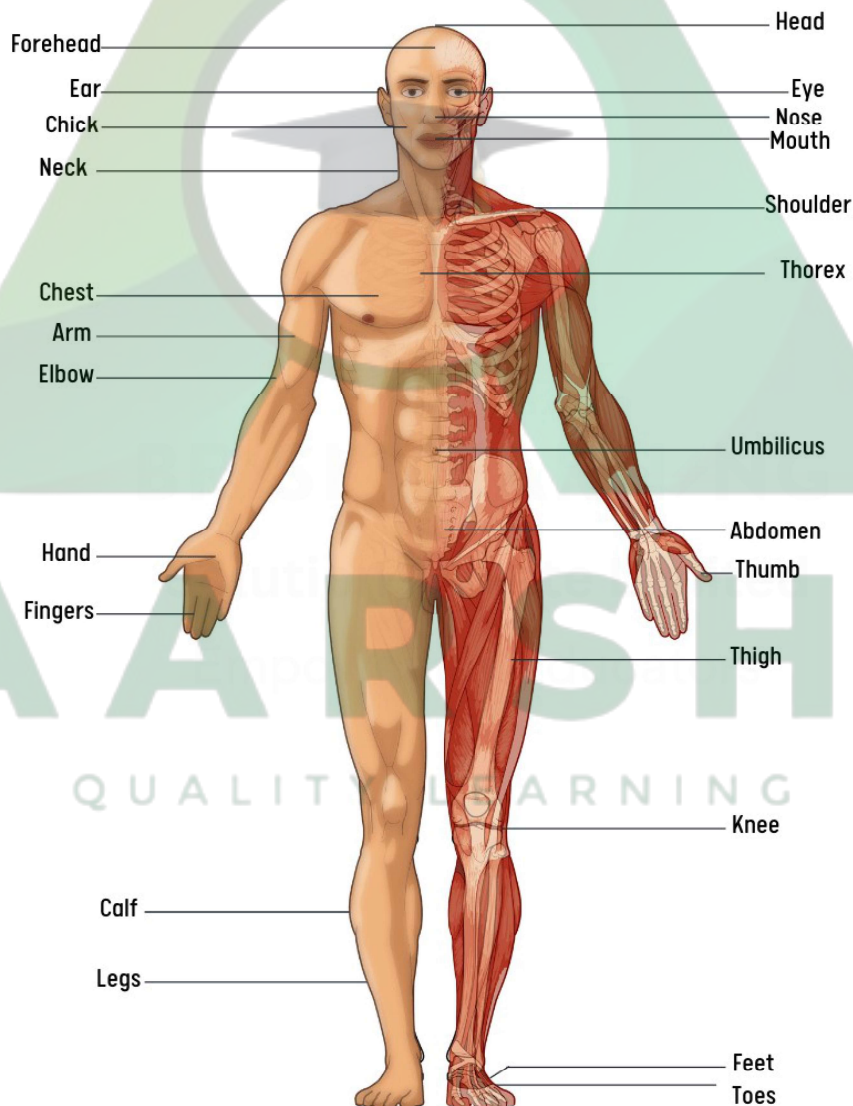 Head
Forehead
Ear
Eye
Chick
Nose
Mouth
Neck
Shoulder
Thorex
Chest
Arm
Elbow
Umbilicus
Abdomen
Hand
Thumb
Fingers
AARSH
Thigh
QUALITY LEARNING
Knee
Calf
Legs
Feet
Toes